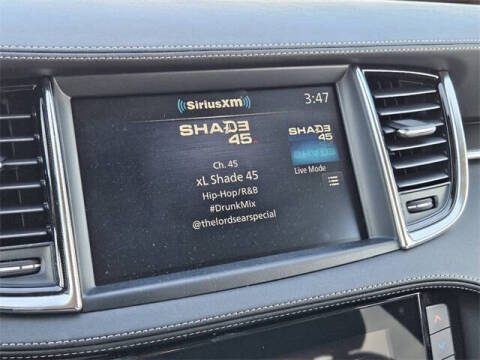 SiriusXm
3:47
SHADE
45
SHADE
45
Ch. 45
xL Shade 45
Live Mode
Hip-Hop/R&B
#DrunkMix
@thelordsearspecial